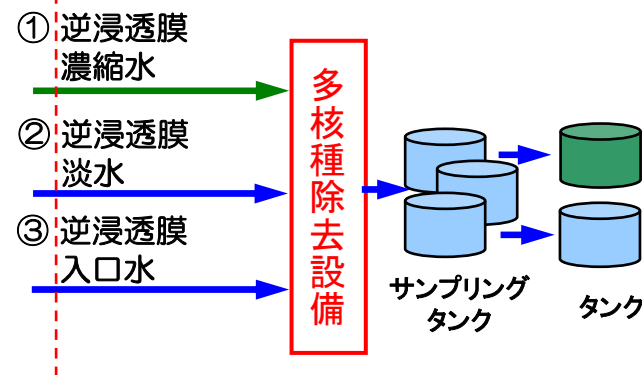 ① 逆浸透膜
濃縮水
② 逆浸透膜
淡水
③ 逆浸透膜
入口水
多核種除去設備
サンプリング
タンク
タンク